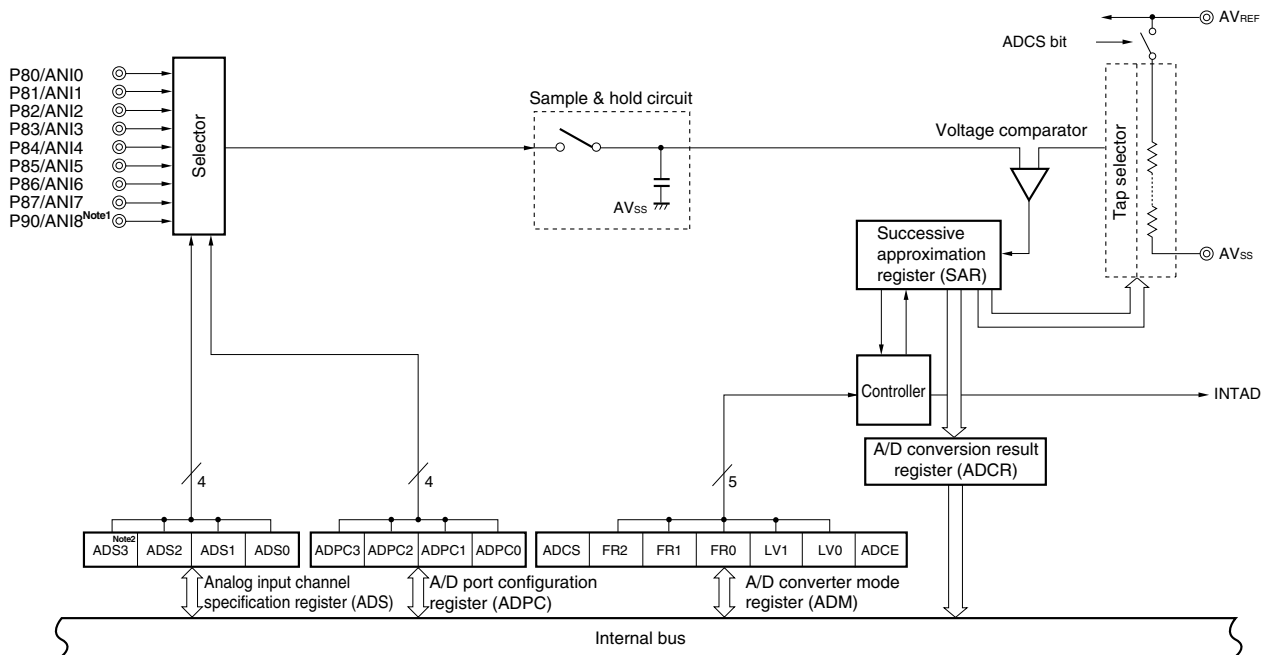 AVREF
ADCS bit
P80/ANI0
P81/ANI1
P82/ANI2
P83/ANI3
P84/ANI4
P85/ANI5
P86/ANI6
P87/ANI7
P90/ANI8Note1
Selector
Sample & hold circuit
AVSS
Voltage comparator
Tap selector
AVSS
Successive
approximation
register (SAR)
Controller
INTAD
A/D conversion result
register (ADCR)
4
4
5
ADS3Note2 ADS2 ADS1 ADS0
ADPC3 ADPC2 ADPC1 ADPC0
ADCS FR2 FR1 FR0 LV1 LV0 ADCE
Analog input channel
specification register (ADS)
A/D port configuration
register (ADPC)
A/D converter mode
register (ADM)
Internal bus